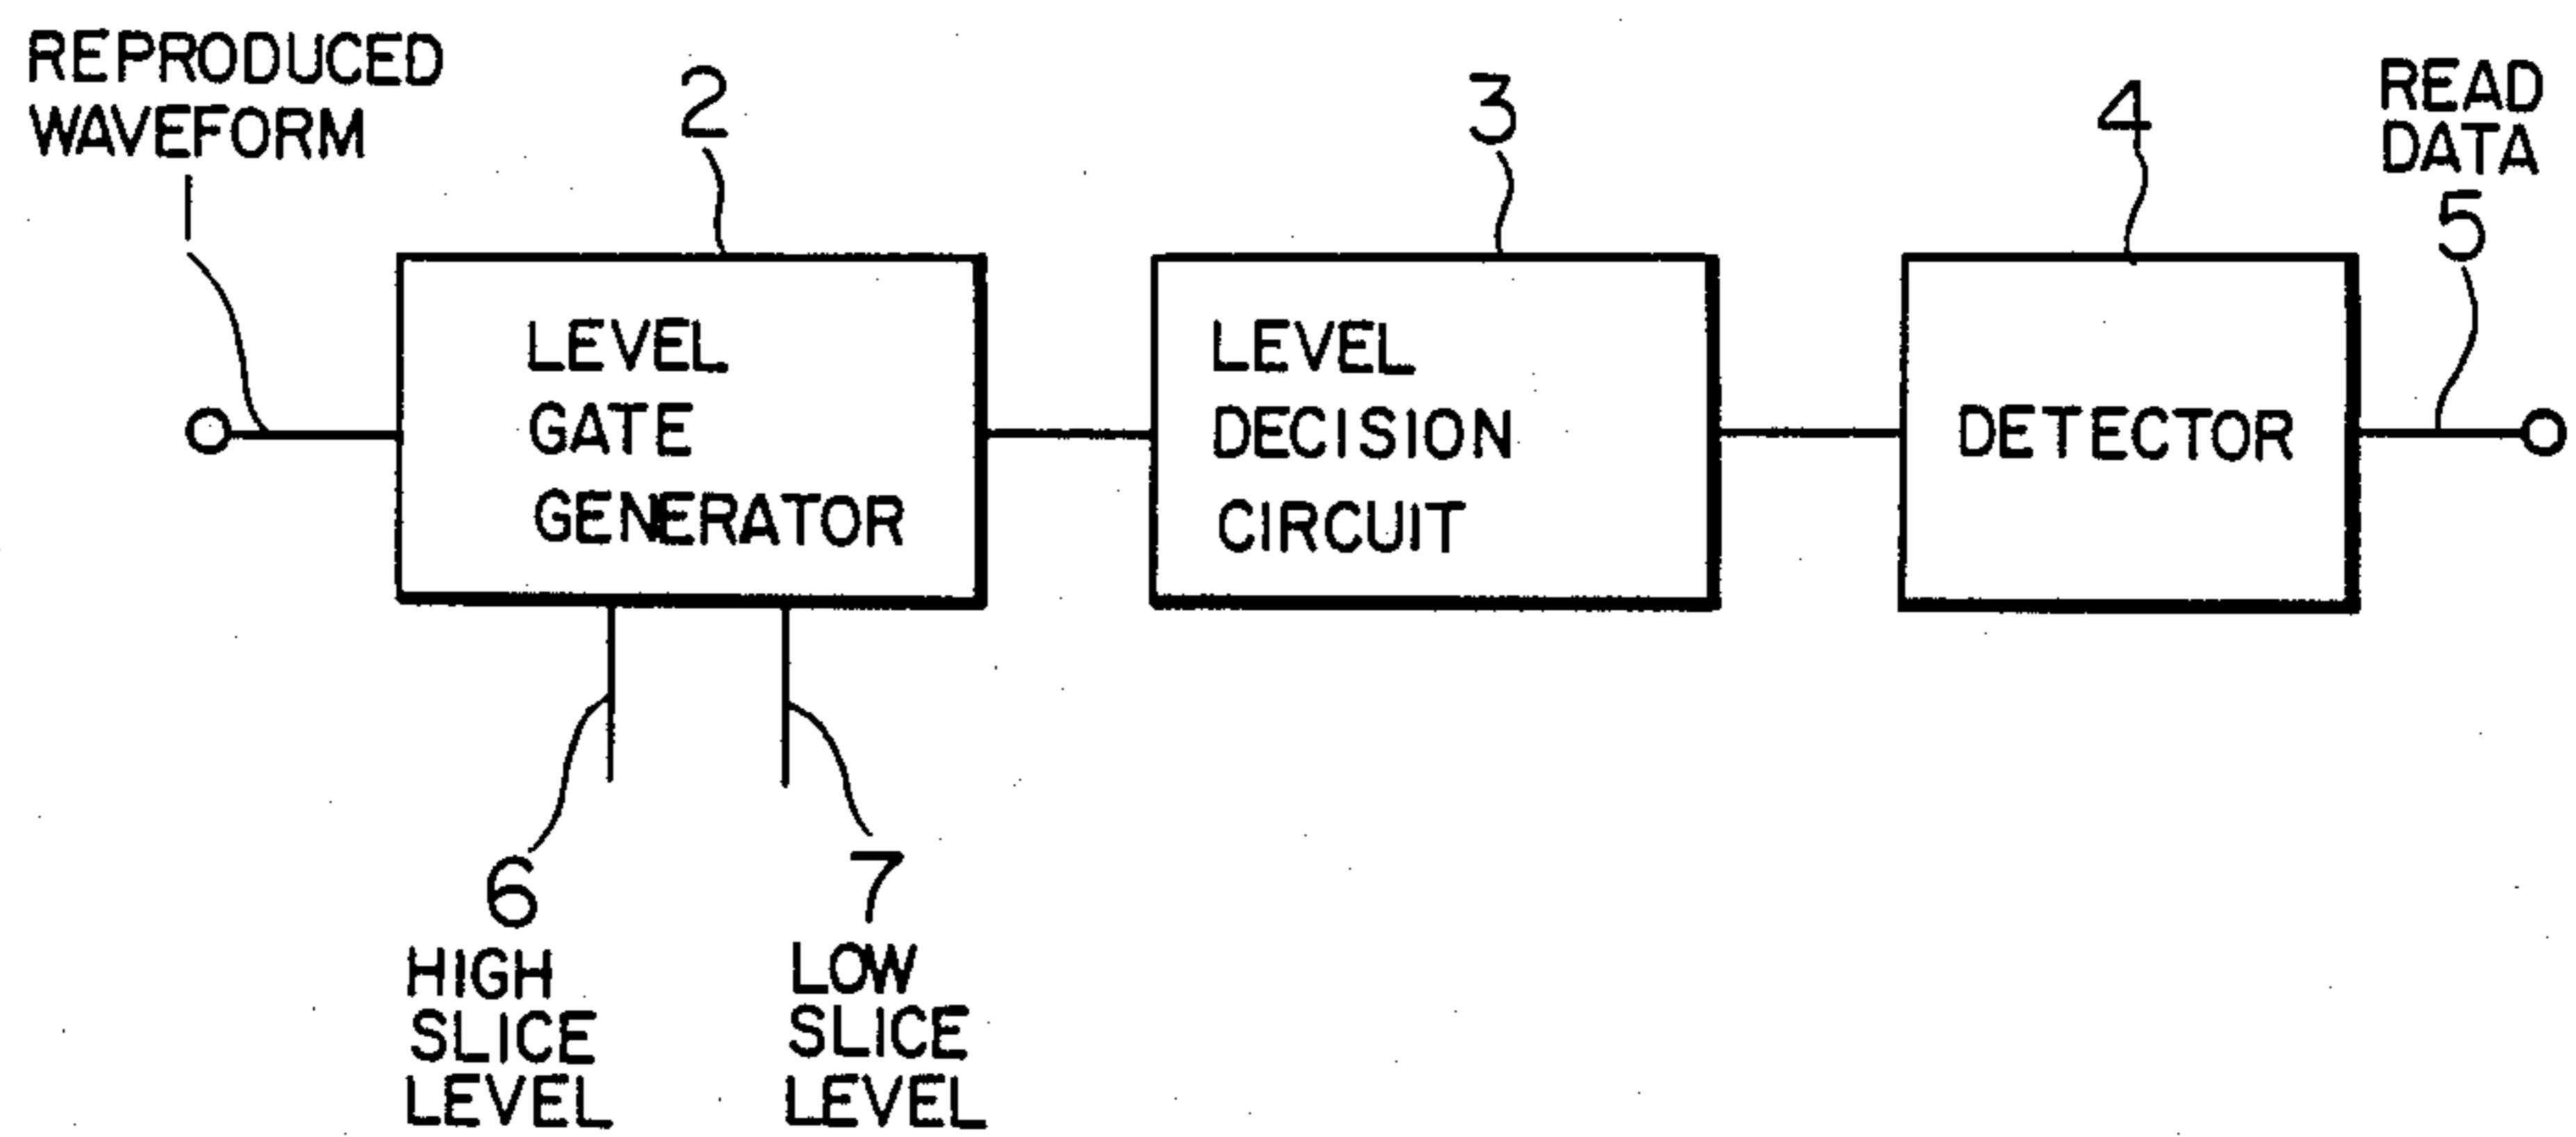 REPRODUCED
WAVEFORM
1
2
3
4
READ
DATA
5
LEVEL
GATE
GENERATOR
LEVEL
DECISION
CIRCUIT
DETECTOR
6
HIGH
SLICE
LEVEL
7
LOW
SLICE
LEVEL